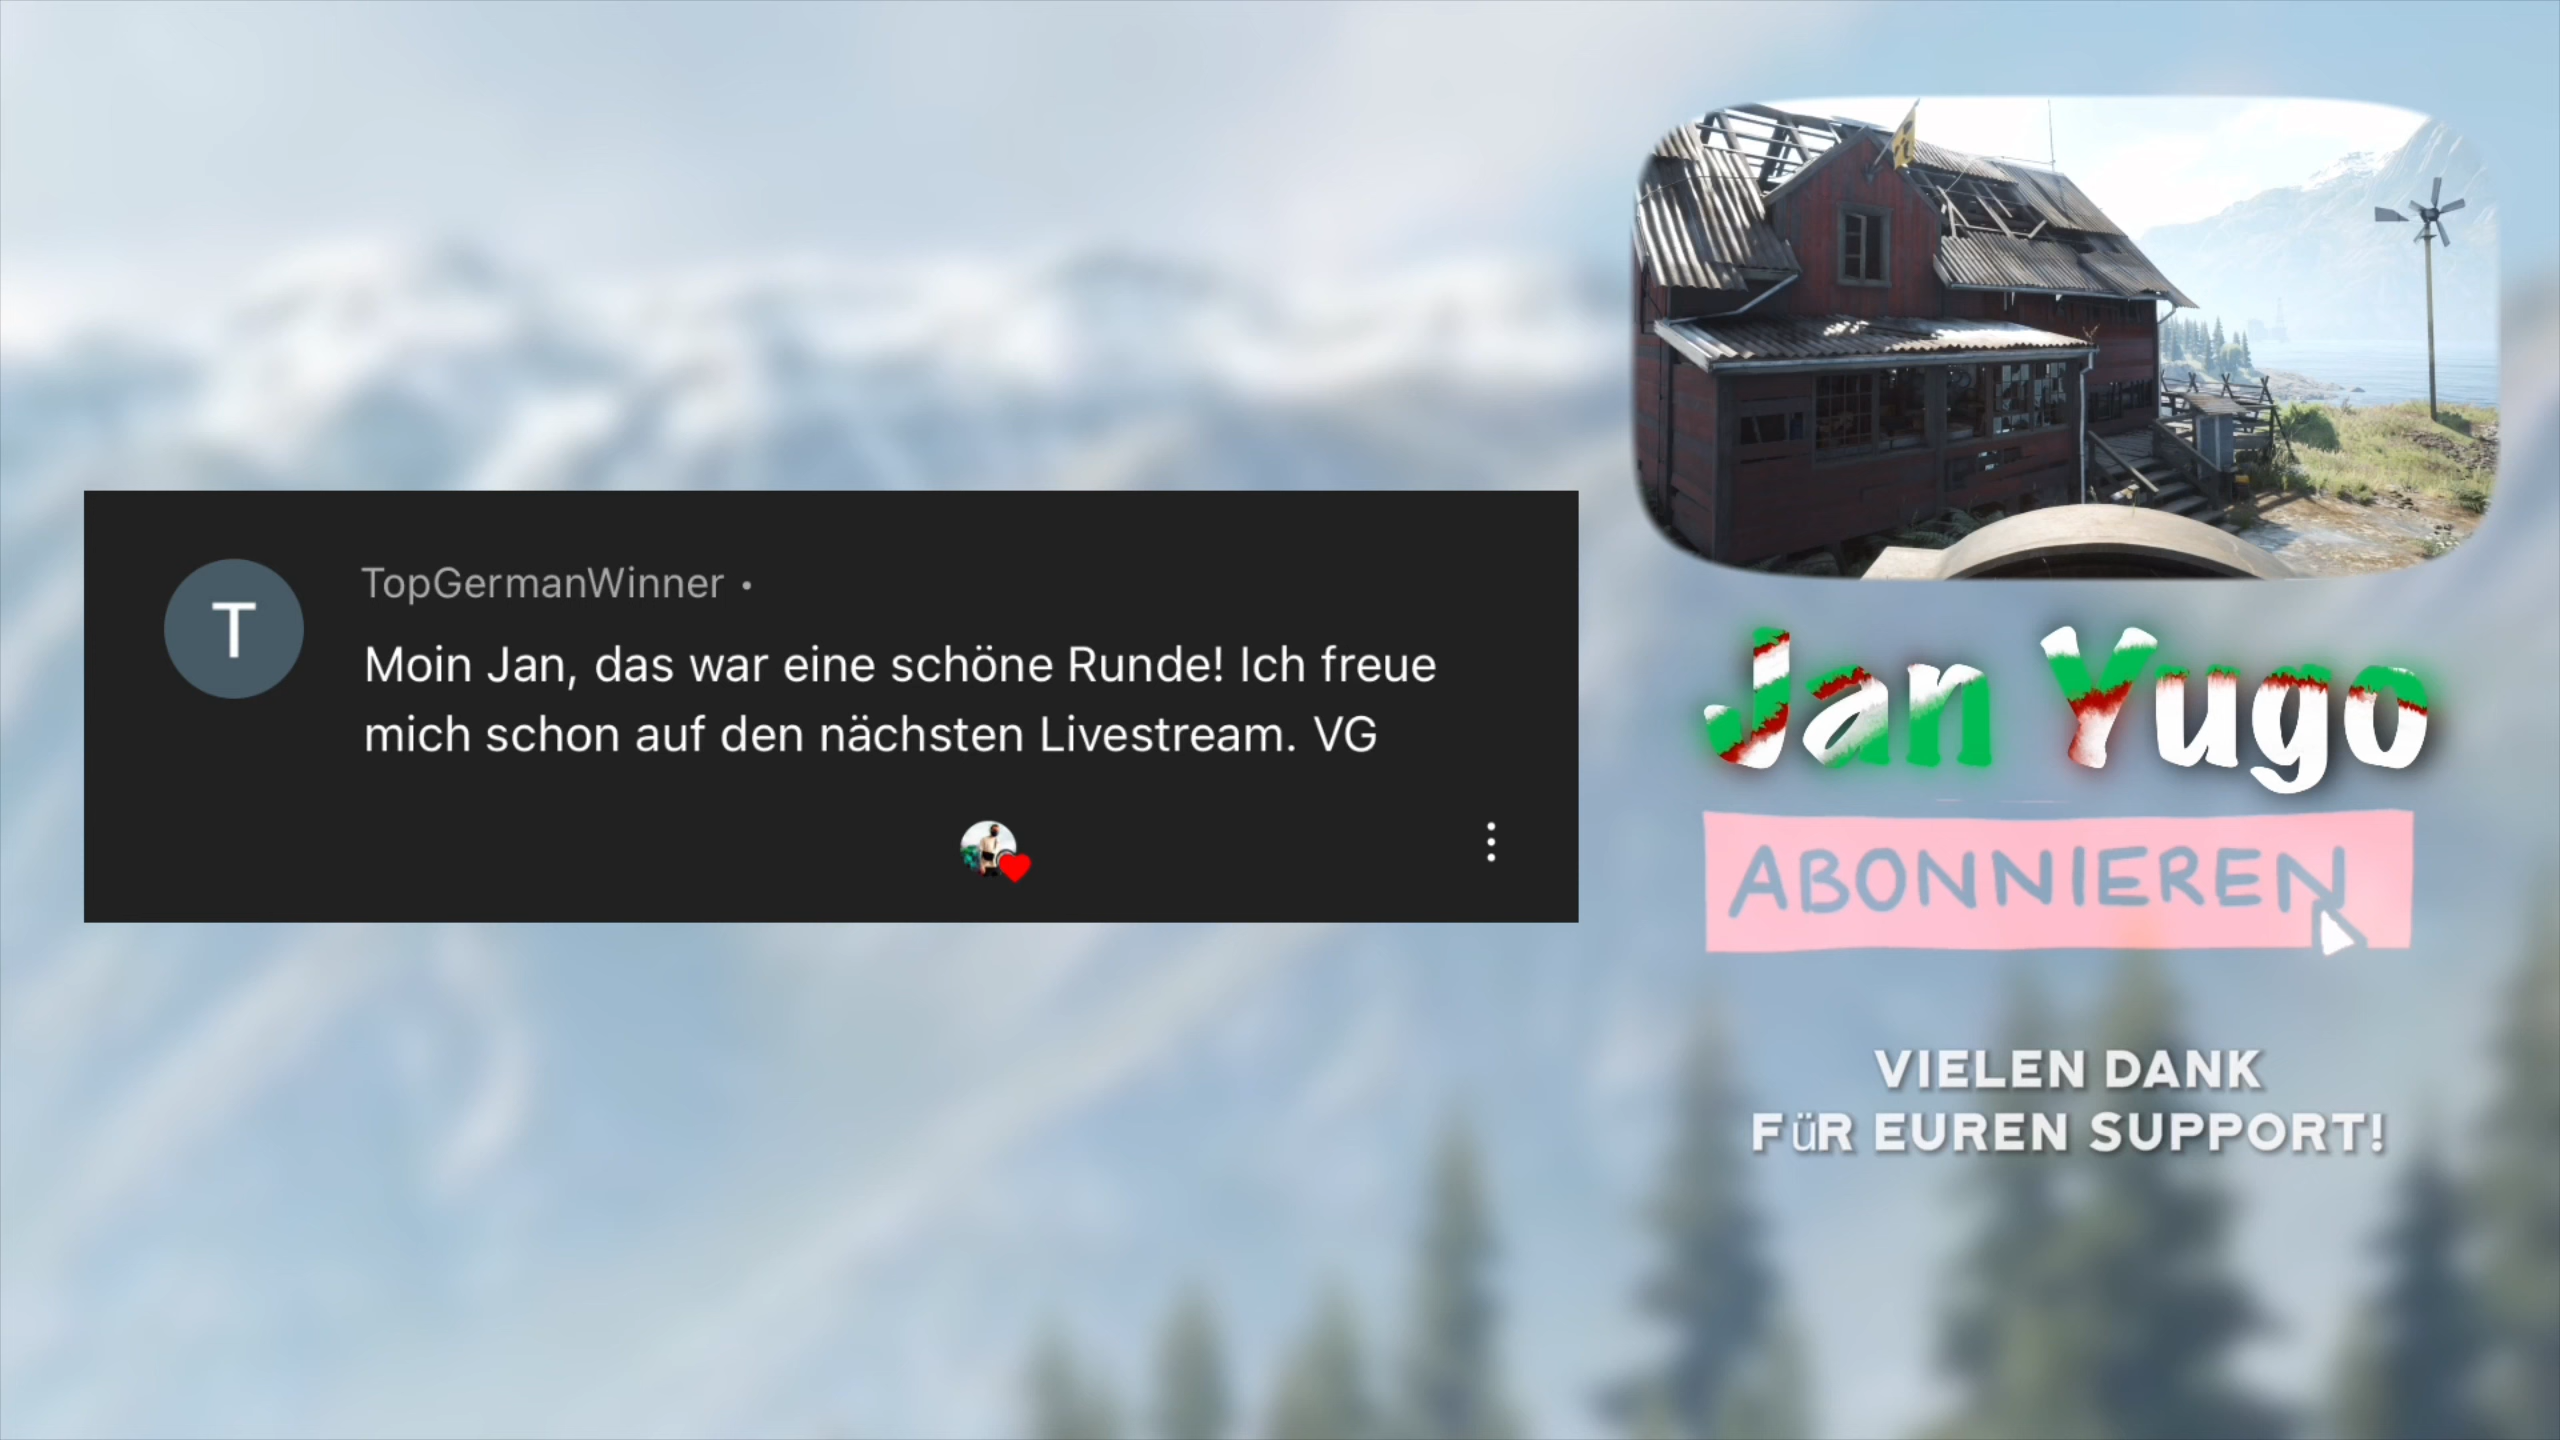 T
TopGermanWinner •
Moin Jan, das war eine schöne Runde! Ich freue
mich schon auf den nächsten Livestream. VG
Jan Yugo
ABONNIEREN
VIELEN DANK
FüR EUREN SUPPORT!